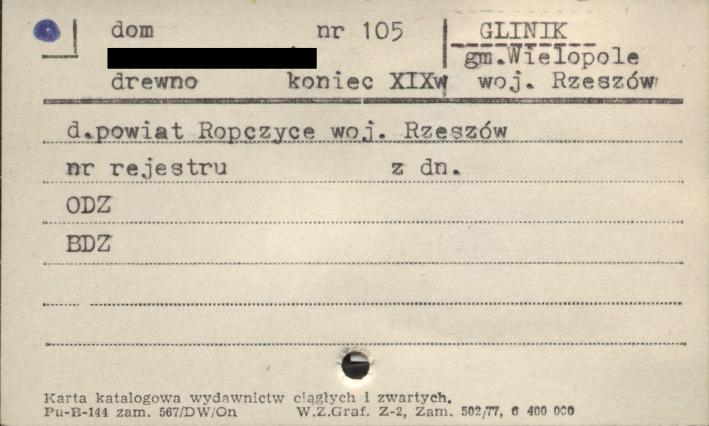 dom nr 105 GLINIK
gm.Wielopole
drewno koniec XIXw woj. Rzeszów
d.powiat Ropczyce woj. Rzeszów
nr rejestru z dn.
ODZ
BDZ
Karta katalogowa wydawnictw ciągłych i zwartych.
Pu-B-144 zam. 567/DW/On W.Z.Graf. Z-2, Zam. 502/77, 6 400 000